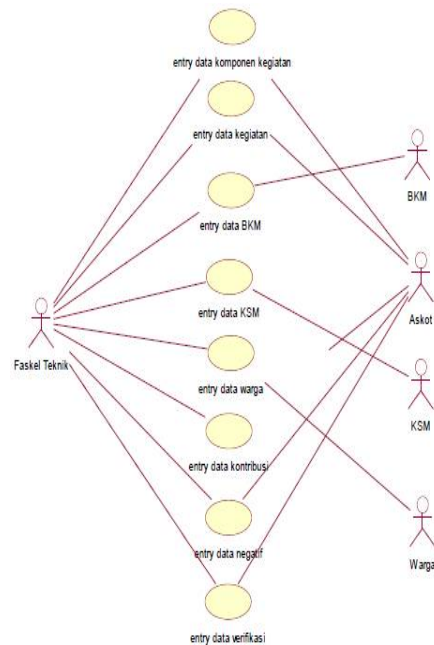 entry data komponen kegiatan
entry data kegiatan
BKM
entry data BKM
Askot
entry data KSM
Faskel Teknik
entry data warga
KSM
entry data kontribusi
entry data negatif
Warga
entry data verifikasi